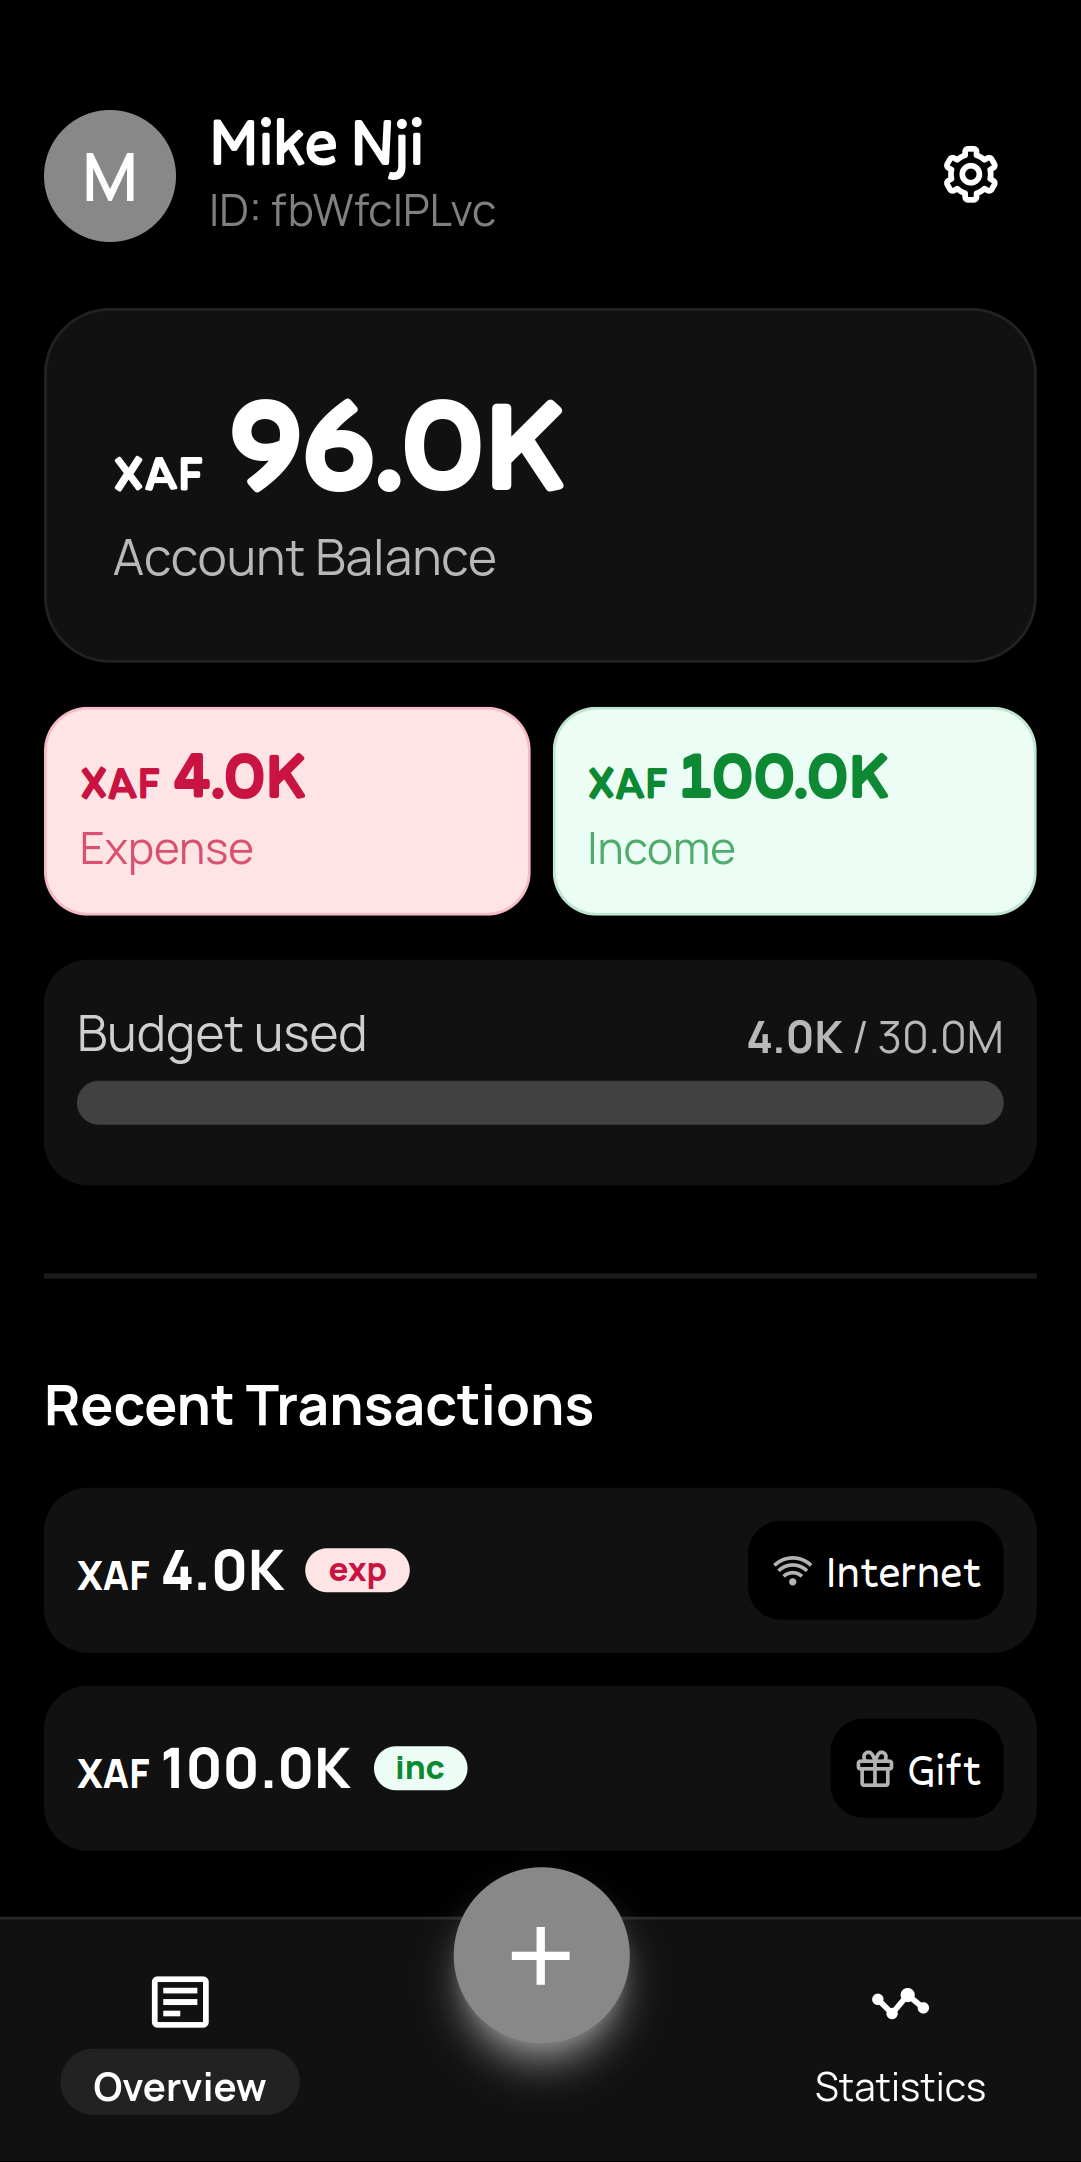 M
Mike Nji
ID: fbWfcIPLvc
XAF 96.0K
Account Balance
XAF 4.0K
Expense
XAF 100.0K
Income
Budget used
4.0K / 30.0M
Recent Transactions
XAF 4.0K exp
Internet
XAF 100.0K inc
Gift
Overview
Statistics